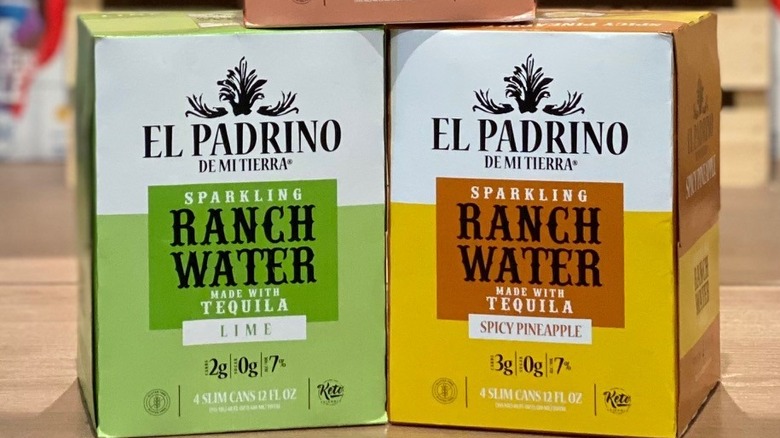 EL PADRINO
DE MI TIERRA®
SPARKLING
RANCH
WATER
MADE WITH
TEQUILA
LIME
2g 0g 7%
4 SLIM CANS 12 FL OZ
Keto
EL PADRINO
DE MI TIERRA®
SPARKLING
RANCH
WATER
MADE WITH
TEQUILA
SPICY PINEAPPLE
3g 0g 7%
4 SLIM CANS 12 FL OZ
Keto
SPICY PINEAPPLE
RANCH
WATER